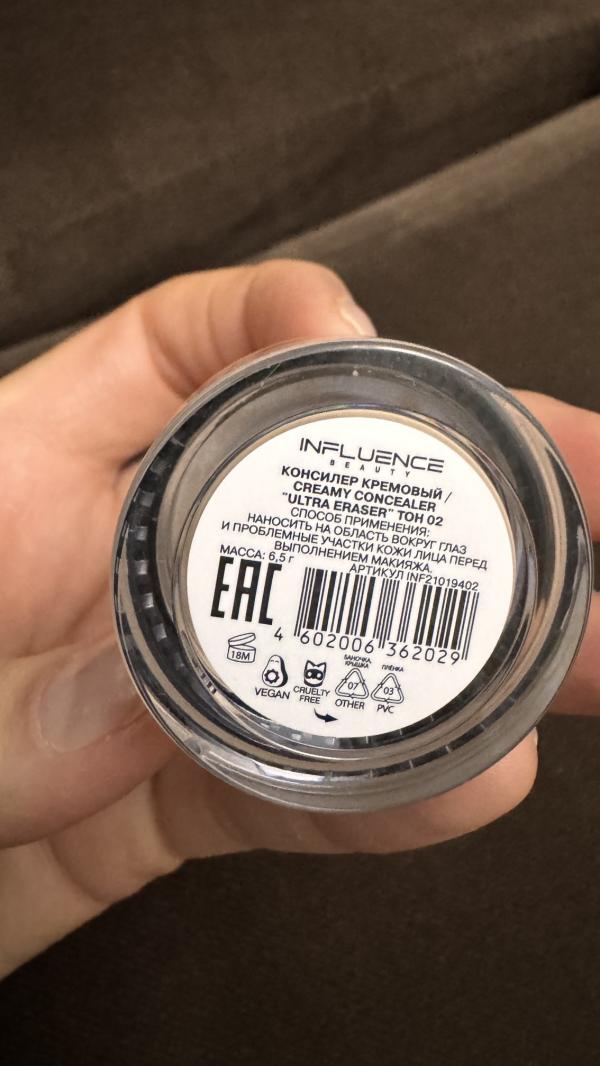 INFLUENCE
BEAUTY
КОНСИЛЕР КРЕМОВЫЙ /
CREAMY CONCEALER
"ULTRA ERASER" ТОН 02
СПОСОБ ПРИМЕНЕНИЯ:
НАНОСИТЬ НА ОБЛАСТЬ ВОКРУГ ГЛАЗ
И ПРОБЛЕМНЫЕ УЧАСТКИ КОЖИ ЛИЦА ПЕРЕД
ВЫПОЛНЕНИЕМ МАКИЯЖА.
МАССА: 6,5 г
АРТИКУЛ INF21019402
EAC
4 602006 362029
18M
VEGAN
CRUELTY
FREE
БАНОЧКА,
КРЫШКА
07
OTHER
ПЛЁНКА
03
PVC